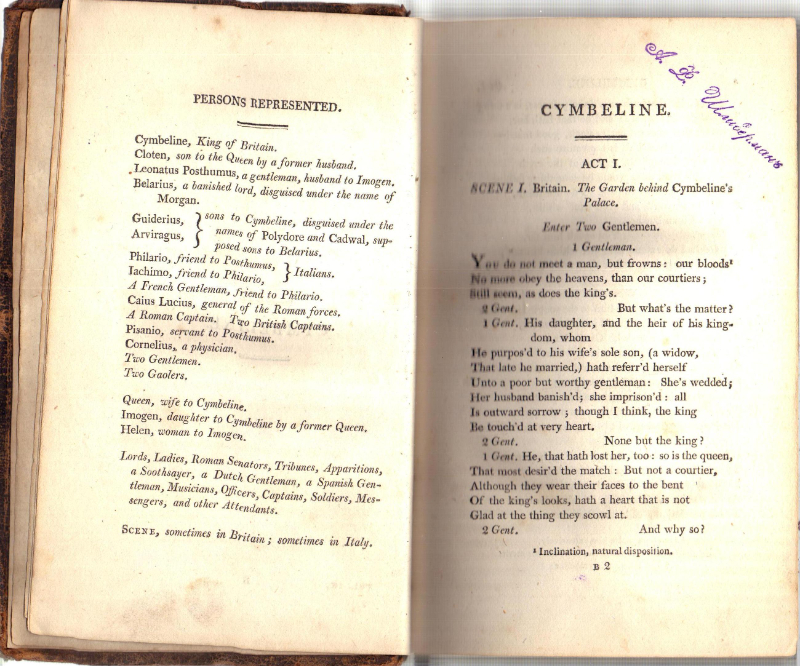 PERSONS REPRESENTED.
Cymbeline, King of Britain.
Cloten, son to the Queen by a former husband.
Leonatus Posthumus, a gentleman, husband to Imogen.
Belarius, a banished lord, disguised under the name of
Morgan.
Guiderius, } sons to Cymbeline, disguised under the
Arviragus, } names of Polydore and Cadwal, sup-
posed sons to Belarius.
Philario, friend to Posthumus, } Italians.
Iachimo, friend to Philario,
A French Gentleman, friend to Philario.
Caius Lucius, general of the Roman forces.
A Roman Captain. Two British Captains.
Pisanio, servant to Posthumus.
Cornelius, a physician.
Two Gentlemen.
Two Gaolers.
Queen, wife to Cymbeline.
Imogen, daughter to Cymbeline by a former Queen.
Helen, woman to Imogen.
Lords, Ladies, Roman Senators, Tribunes, Apparitions,
a Soothsayer, a Dutch Gentleman, a Spanish Gen-
tleman, Musicians, Officers, Captains, Soldiers, Mes-
sengers, and other Attendants.
SCENE, sometimes in Britain; sometimes in Italy.
А. Ф. Шлиберманъ
CYMBELINE.
ACT I.
SCENE I. Britain. The Garden behind Cymbeline's
Palace.
Enter Two Gentlemen.
1 Gentleman.
You do not meet a man, but frowns: our bloods¹
No more obey the heavens, than our courtiers;
Still seem, as does the king's.
2 Gent. But what's the matter?
1 Gent. His daughter, and the heir of his king-
dom, whom
He purpos'd to his wife's sole son, (a widow,
That late he married,) hath referr'd herself
Unto a poor but worthy gentleman: She's wedded;
Her husband banish'd; she imprison'd: all
Is outward sorrow; though I think, the king
Be touch'd at very heart.
2 Gent. None but the king?
1 Gent. He, that hath lost her, too: so is the queen,
That most desir'd the match: But not a courtier,
Although they wear their faces to the bent
Of the king's looks, hath a heart that is not
Glad at the thing they scowl at.
2 Gent. And why so?
¹ Inclination, natural disposition.
B 2